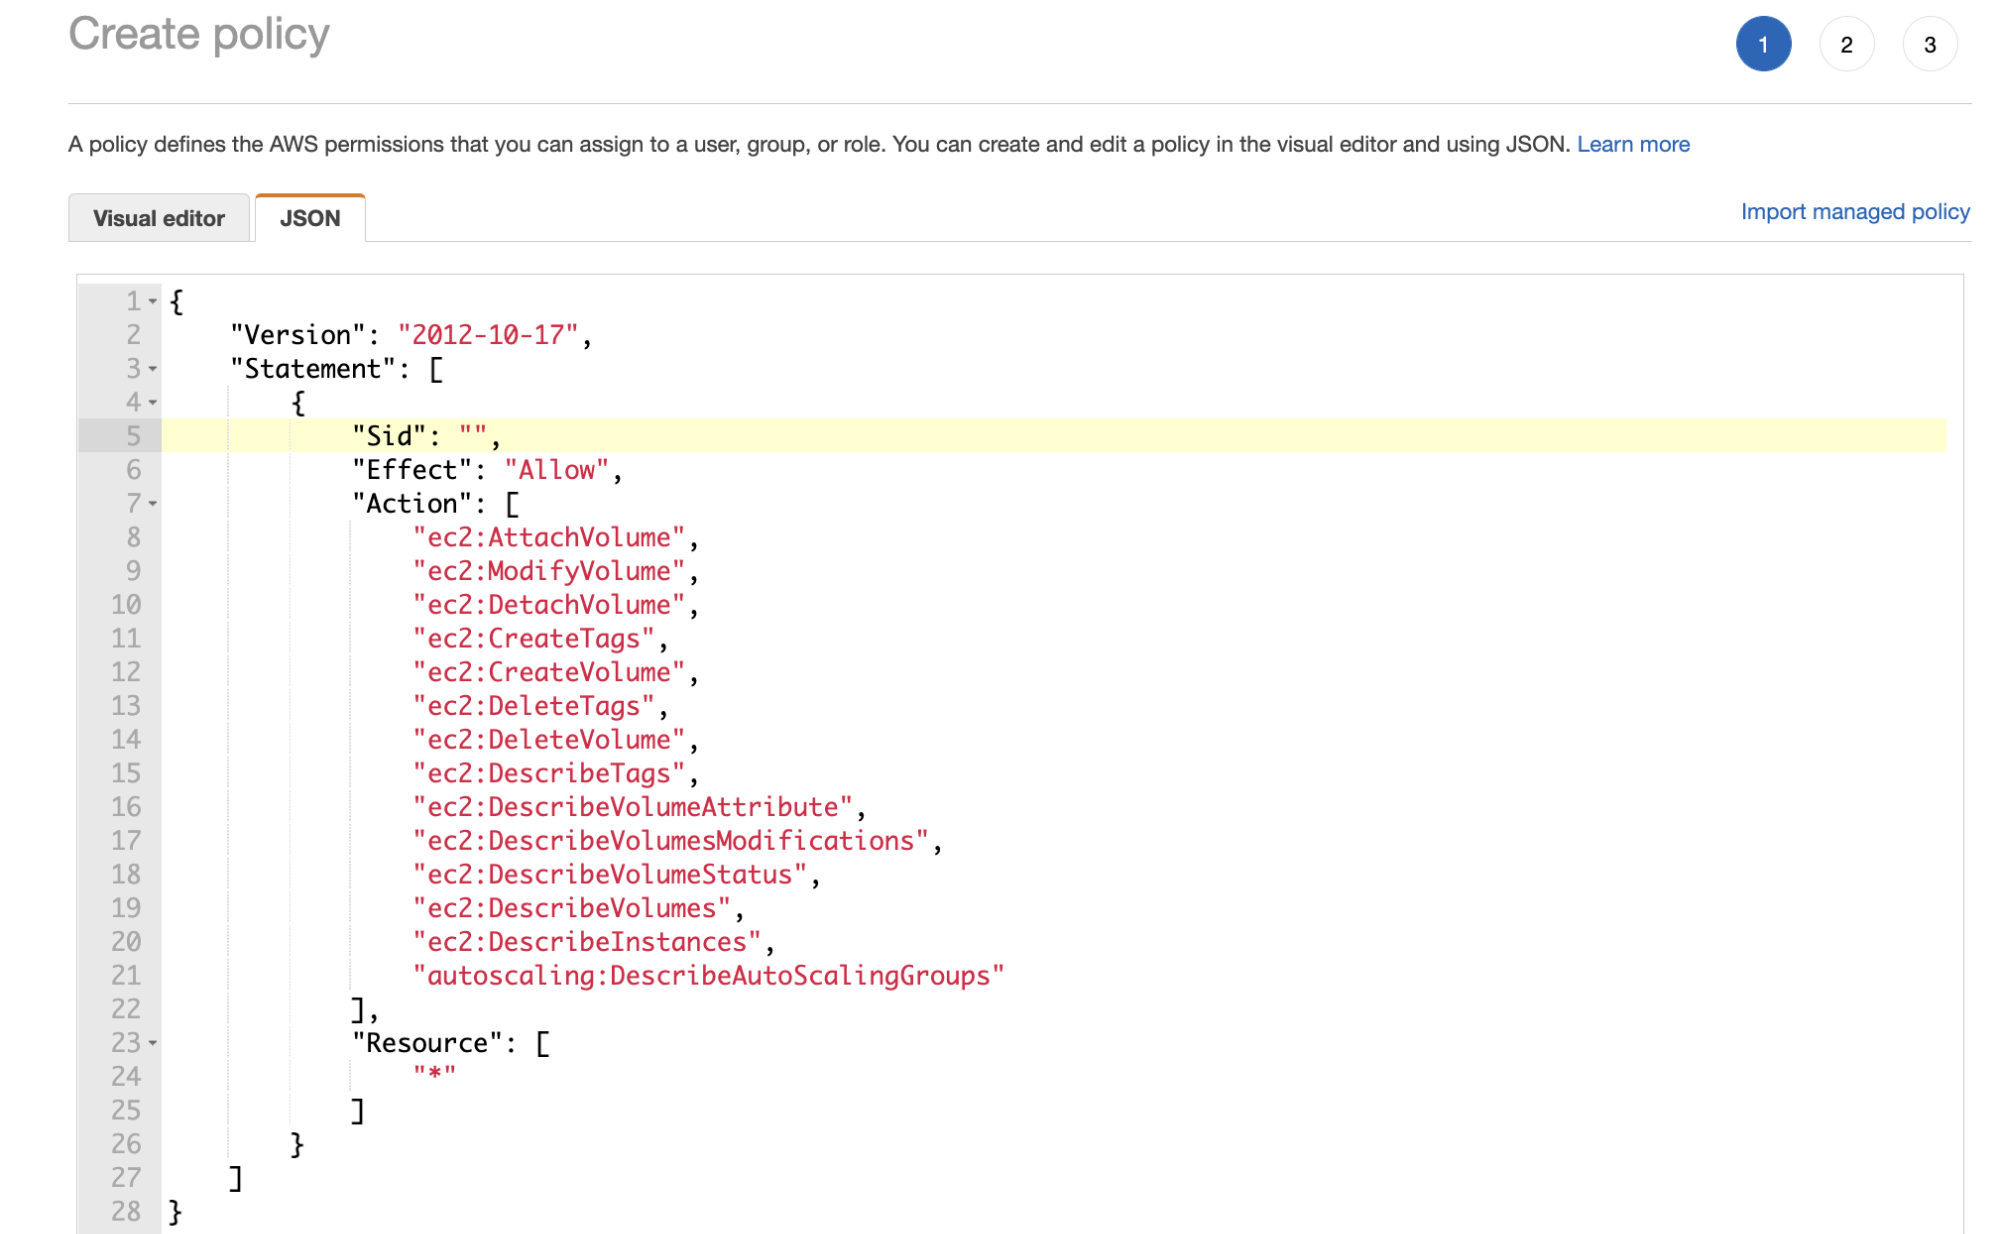 Create policy
1 2 3
A policy defines the AWS permissions that you can assign to a user, group, or role. You can create and edit a policy in the visual editor and using JSON. Learn more
Visual editor JSON Import managed policy
1 {
2     "Version": "2012-10-17",
3     "Statement": [
4         {
5             "Sid": "",
6             "Effect": "Allow",
7             "Action": [
8                 "ec2:AttachVolume",
9                 "ec2:ModifyVolume",
10                 "ec2:DetachVolume",
11                 "ec2:CreateTags",
12                 "ec2:CreateVolume",
13                 "ec2:DeleteTags",
14                 "ec2:DeleteVolume",
15                 "ec2:DescribeTags",
16                 "ec2:DescribeVolumeAttribute",
17                 "ec2:DescribeVolumesModifications",
18                 "ec2:DescribeVolumeStatus",
19                 "ec2:DescribeVolumes",
20                 "ec2:DescribeInstances",
21                 "autoscaling:DescribeAutoScalingGroups"
22             ],
23             "Resource": [
24                 "*"
25             ]
26         }
27     ]
28 }